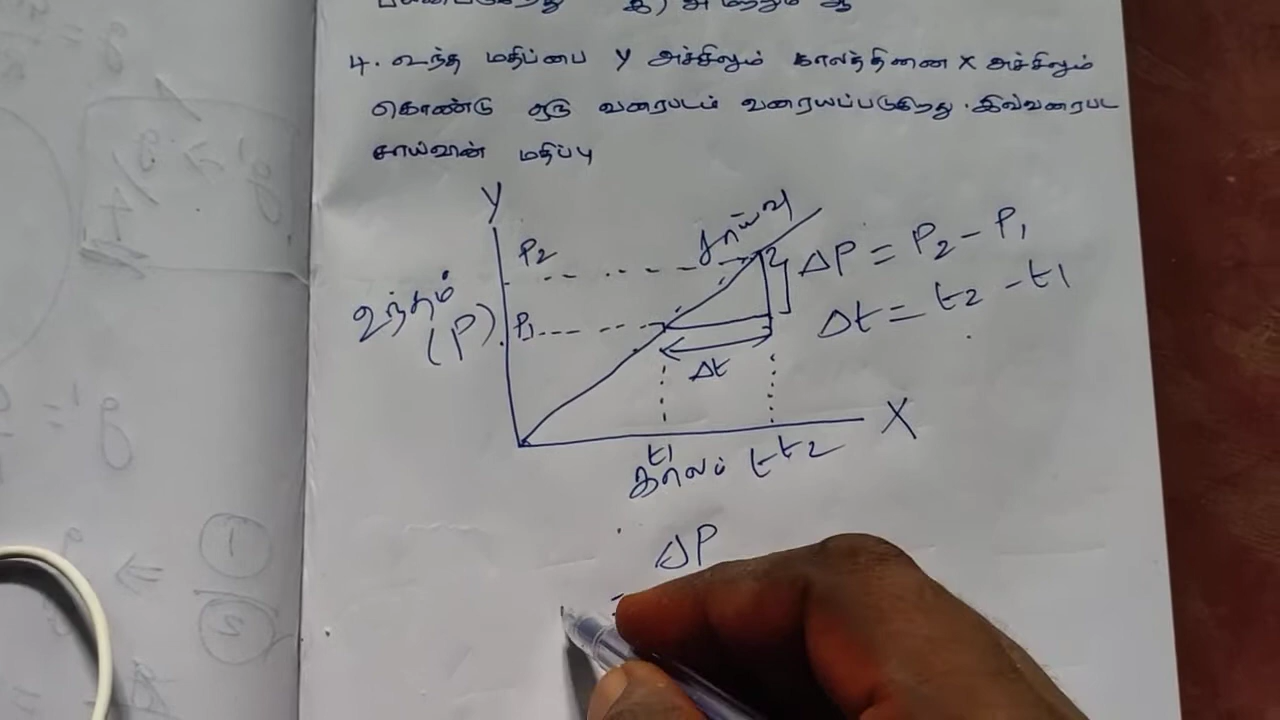 இ) அ மற்றும் ஆ
4. உந்த மதிப்பை y அச்சிலும் காலத்தினை x அச்சிலும்
கொண்டு ஒரு வரைபடம் வரையப்படுகிறது. இவ்வரைபட
சாய்வின் மதிப்பு
y
சாய்வு
P2
ΔP = P2 - P1
உந்தம்
(P)
P1
Δt = t2 - t1
Δt
X
t1
t2
காலம் t
ΔP
=